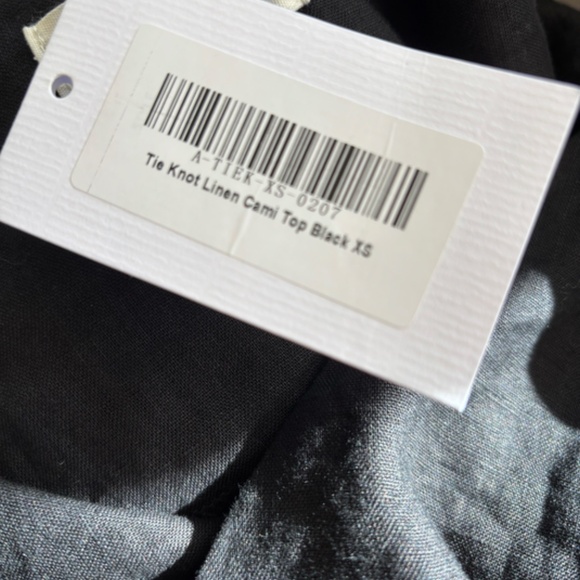 A-TIEK-XS-0207
Tie Knot Linen Cami Top Black XS